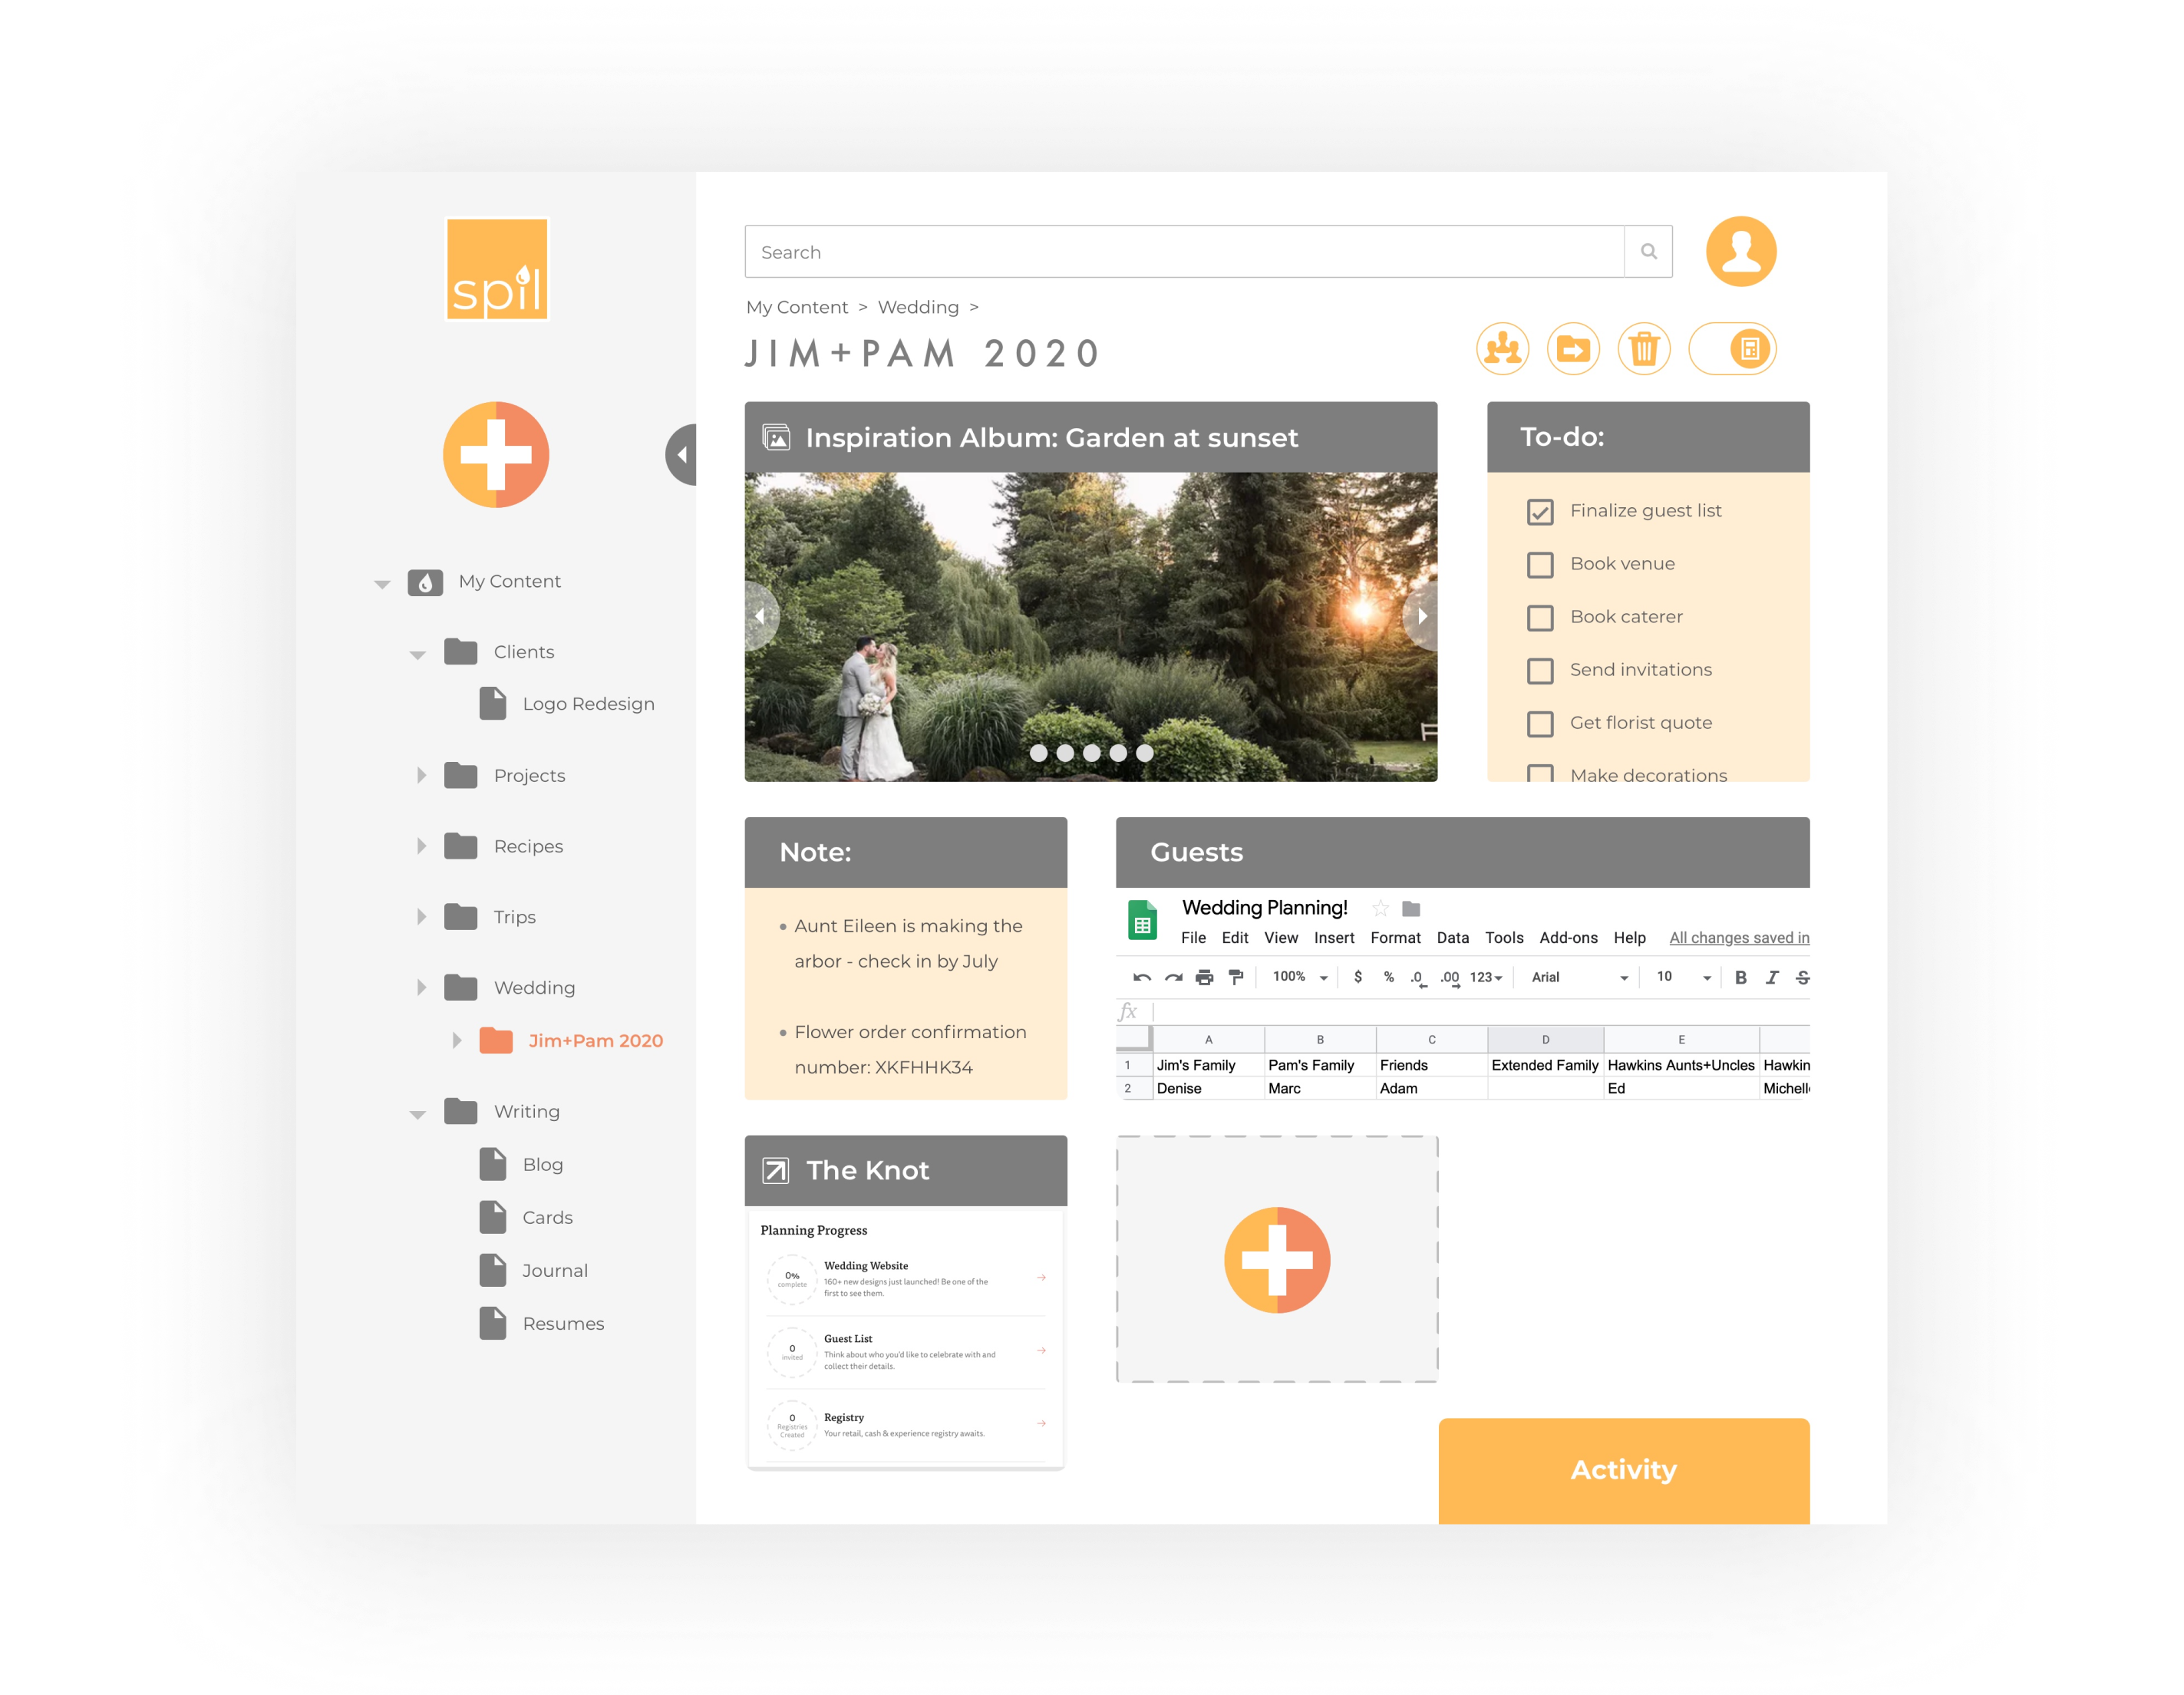 spil
Search
My Content > Wedding >
JIM+PAM 2020
My Content
Clients
Logo Redesign
Projects
Recipes
Trips
Wedding
Jim+Pam 2020
Writing
Blog
Cards
Journal
Resumes
Inspiration Album: Garden at sunset
To-do:
Finalize guest list
Book venue
Book caterer
Send invitations
Get florist quote
Make decorations
Note:
• Aunt Eileen is making the
arbor - check in by July
• Flower order confirmation
number: XKFHHK34
Guests
Wedding Planning!
File Edit View Insert Format Data Tools Add-ons Help All changes saved in
100% $ % .0 .00 123 Arial 10 B I S
fx
A B C D E
1 Jim's Family Pam's Family Friends Extended Family Hawkins Aunts+Uncles Hawkin
2 Denise Marc Adam Ed Michell
The Knot
Planning Progress
0%
complete
Wedding Website
160+ new designs just launched! Be one of the
first to see them.
0
invited
Guest List
Think about who you'd like to celebrate with and
collect their details.
0
Registries
Created
Registry
Your retail, cash & experience registry awaits.
Activity